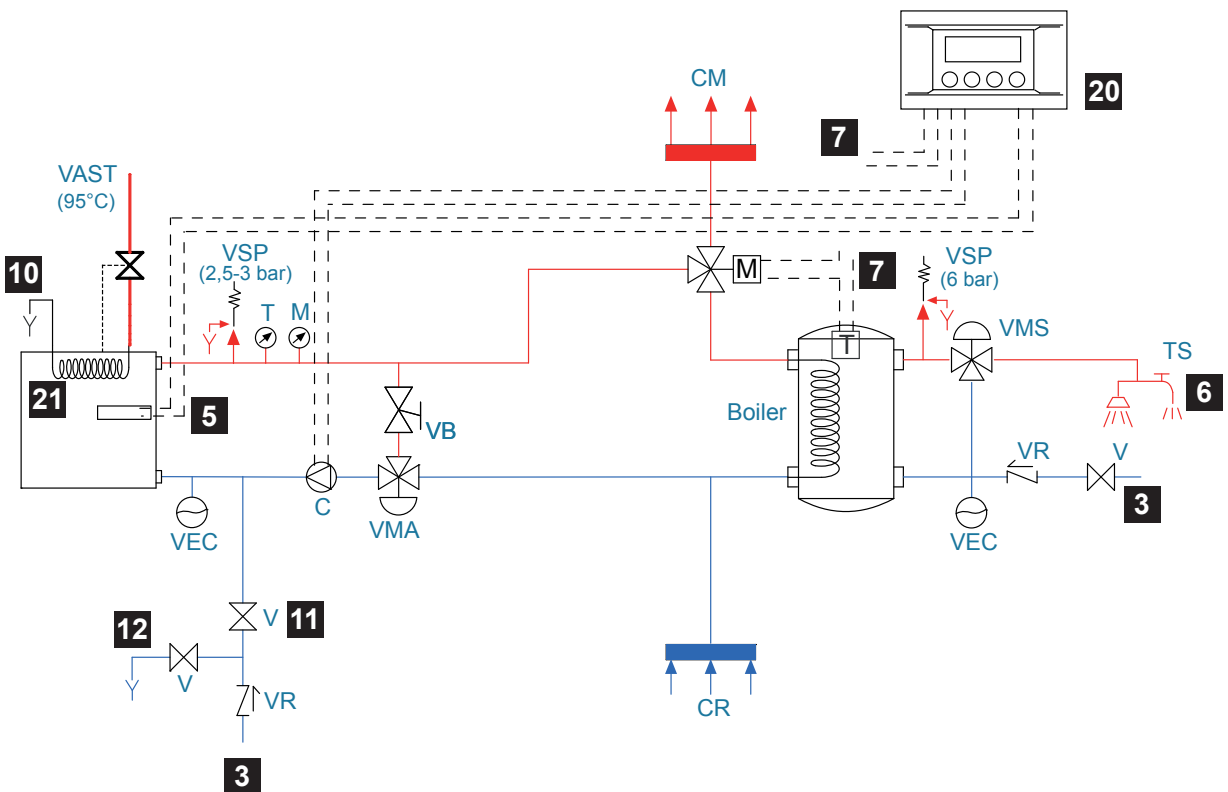 CM
20
7
VAST
(95°C)
10
VSP
(2,5-3 bar)
T
M
M
7
VSP
(6 bar)
VMS
TS
T
21
5
6
Boiler
VB
VR
V
3
C
VEC
VMA
VEC
V
11
12
V
VR
CR
3